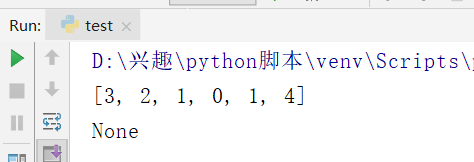 Run: test
D:\兴趣\python脚本\venv\Scripts\
[3, 2, 1, 0, 1, 4]
None